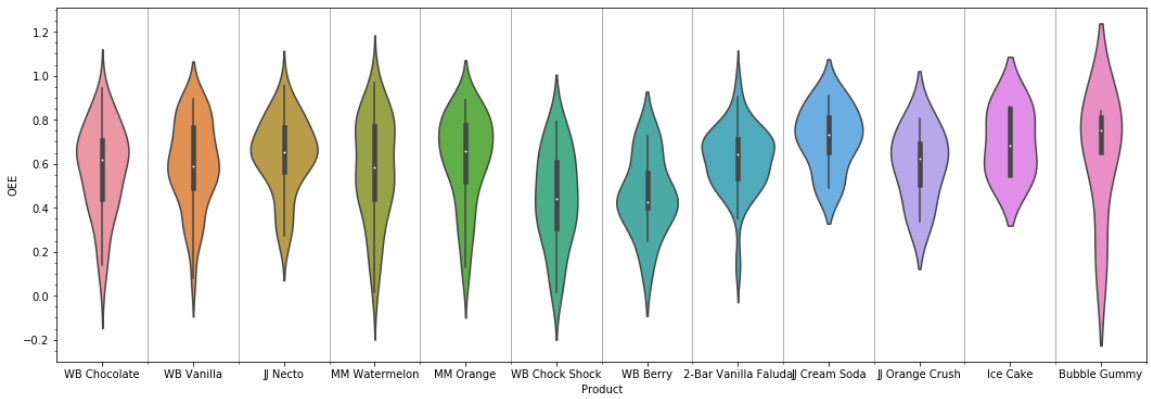 1.2
1.0
0.8
0.6
0.4
0.2
0.0
−0.2
OEE
WB Chocolate WB Vanilla JJ Necto MM Watermelon MM Orange WB Chock Shock WB Berry 2-Bar Vanilla Faluda JJ Cream Soda JJ Orange Crush Ice Cake Bubble Gummy
Product